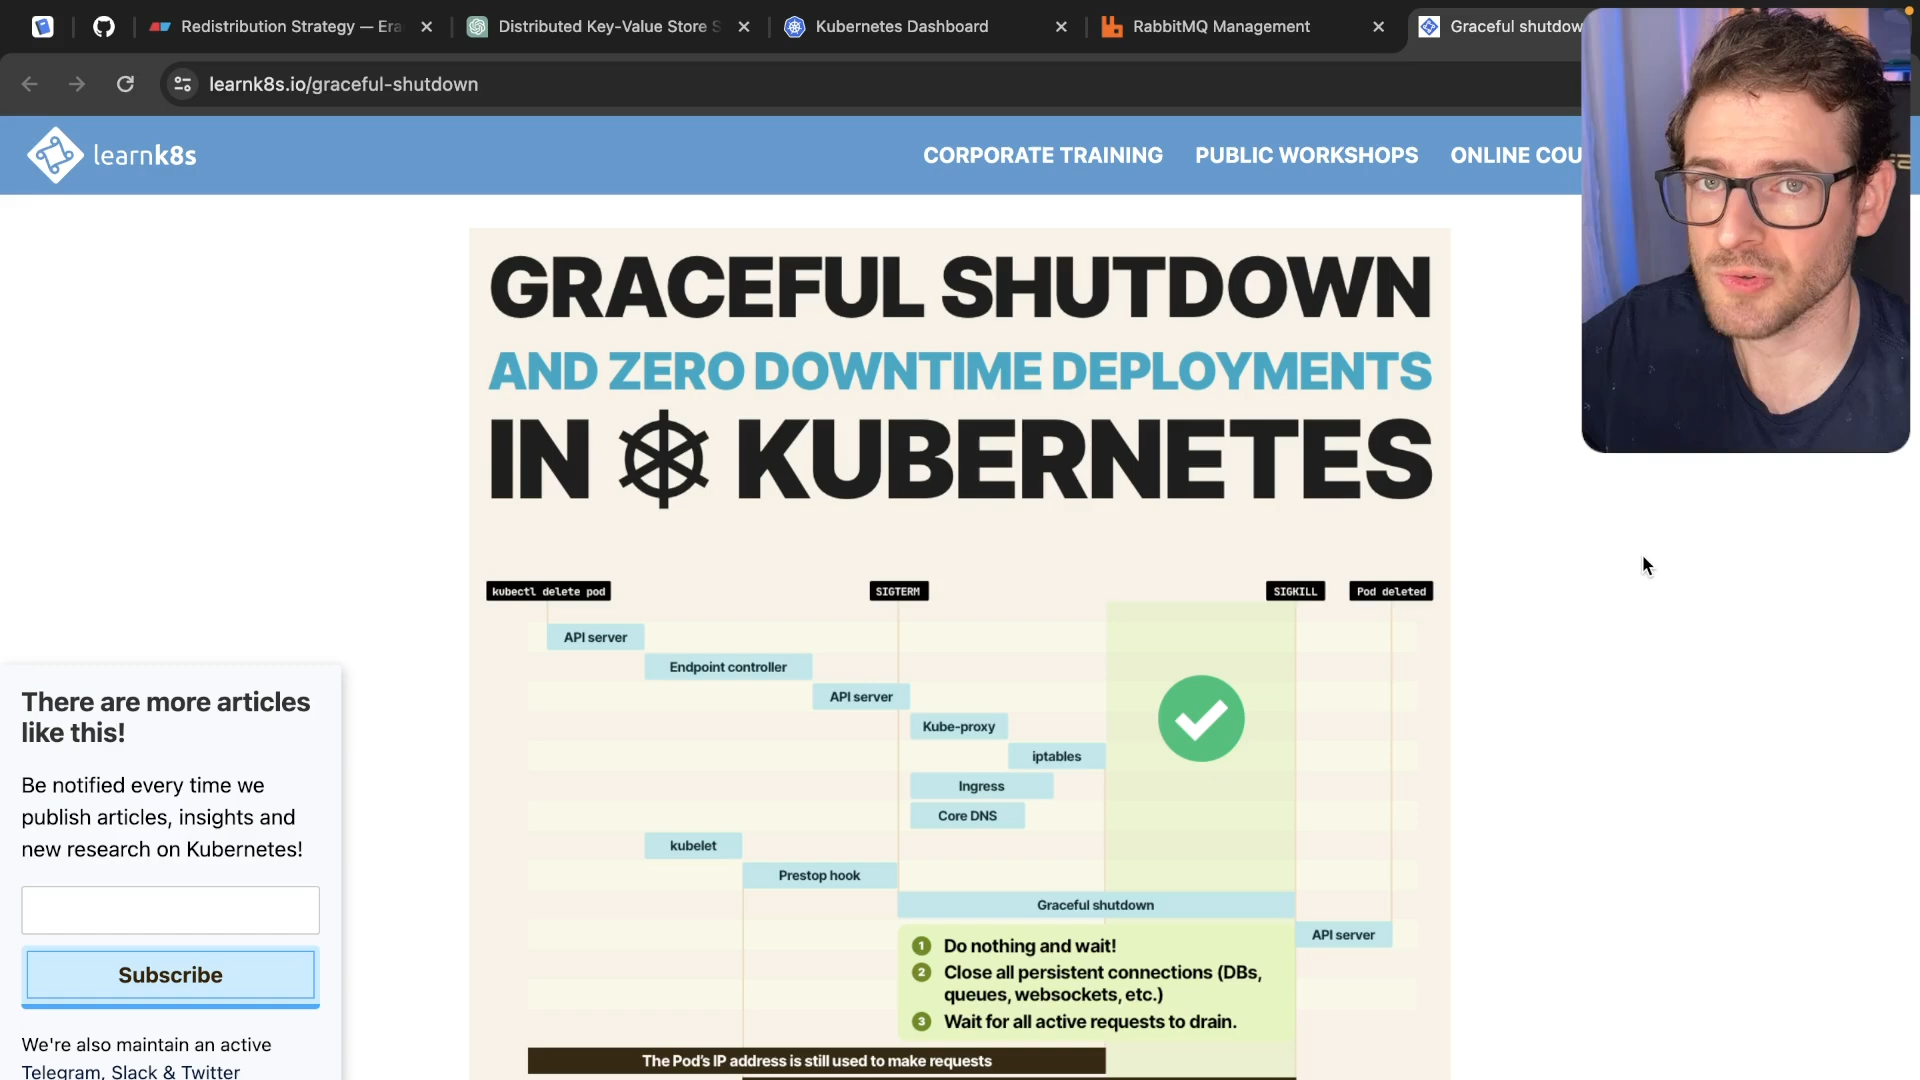 Redistribution Strategy — Era
Distributed Key-Value Store S
Kubernetes Dashboard
RabbitMQ Management
Graceful shutdow
learnk8s.io/graceful-shutdown
learnk8s
CORPORATE TRAINING
PUBLIC WORKSHOPS
ONLINE COU
GRACEFUL SHUTDOWN
AND ZERO DOWNTIME DEPLOYMENTS
IN KUBERNETES
kubectl delete pod
SIGTERM
SIGKILL
Pod deleted
API server
Endpoint controller
API server
Kube-proxy
iptables
Ingress
Core DNS
kubelet
Prestop hook
Graceful shutdown
API server
1 Do nothing and wait!
2 Close all persistent connections (DBs,
queues, websockets, etc.)
3 Wait for all active requests to drain.
The Pod's IP address is still used to make requests
There are more articles
like this!
Be notified every time we
publish articles, insights and
new research on Kubernetes!
Subscribe
We're also maintain an active
Telegram, Slack & Twitter